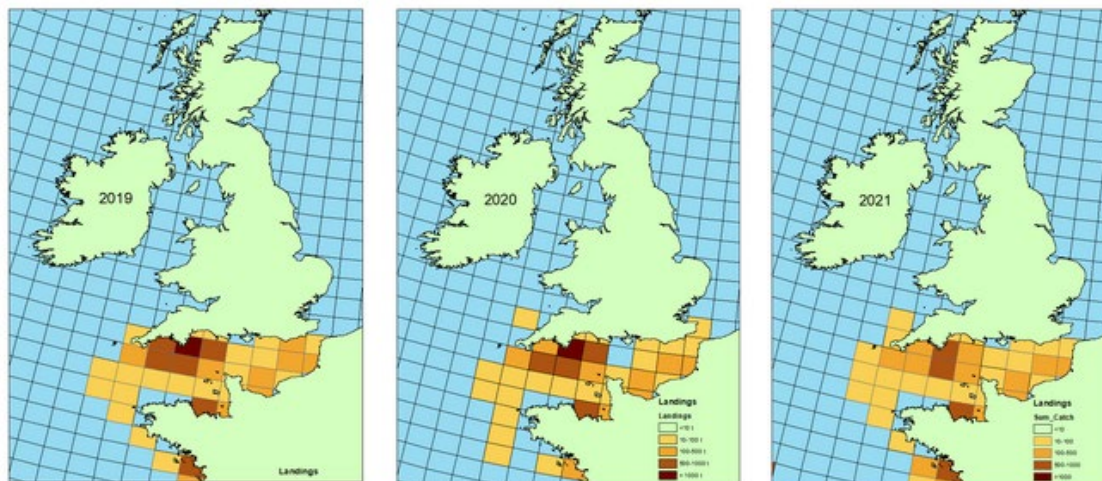 2019
Landings
2020
Landings
Landings
<10 t
10-100 t
100-500 t
500-1000 t
> 1000 t
2021
Landings
Sum_Catch
<10
10-100
100-500
500-1000
>1000